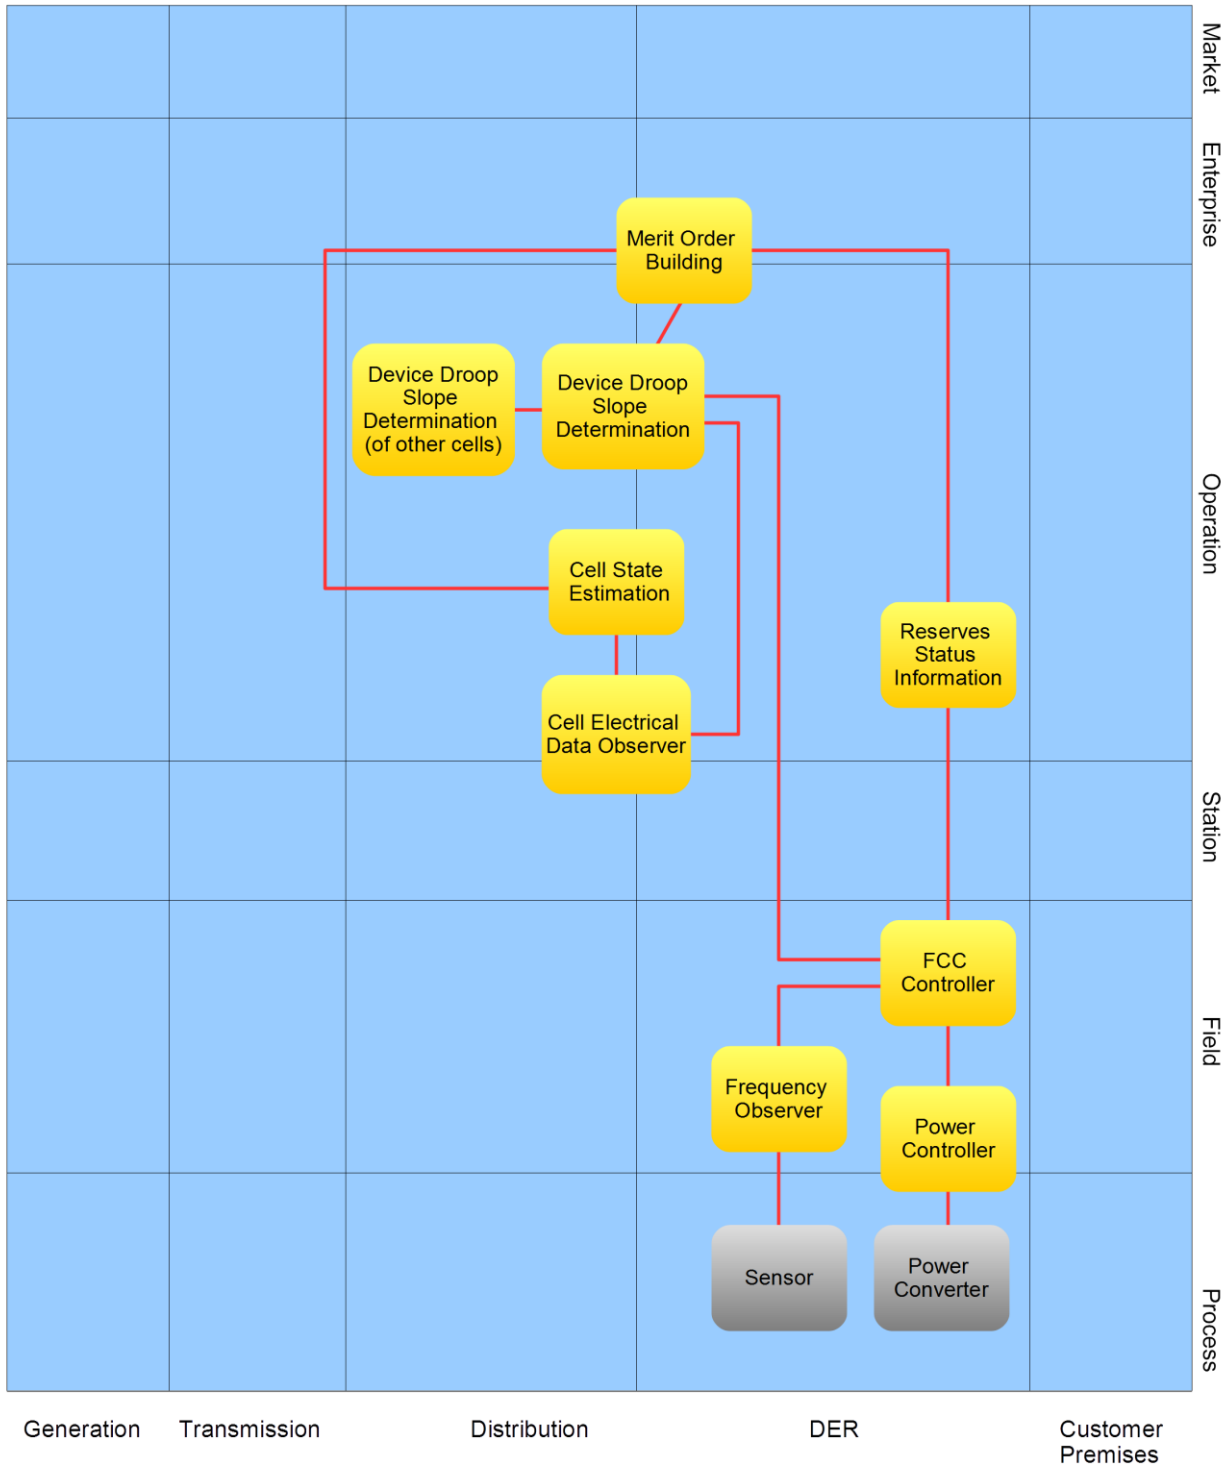 Market
Enterprise
Merit Order
Building
Device Droop
Slope
Determination
(of other cells)
Device Droop
Slope
Determination
Operation
Cell State
Estimation
Reserves
Status
Information
Cell Electrical
Data Observer
Station
FCC
Controller
Field
Frequency
Observer
Power
Controller
Sensor
Power
Converter
Process
Generation
Transmission
Distribution
DER
Customer
Premises